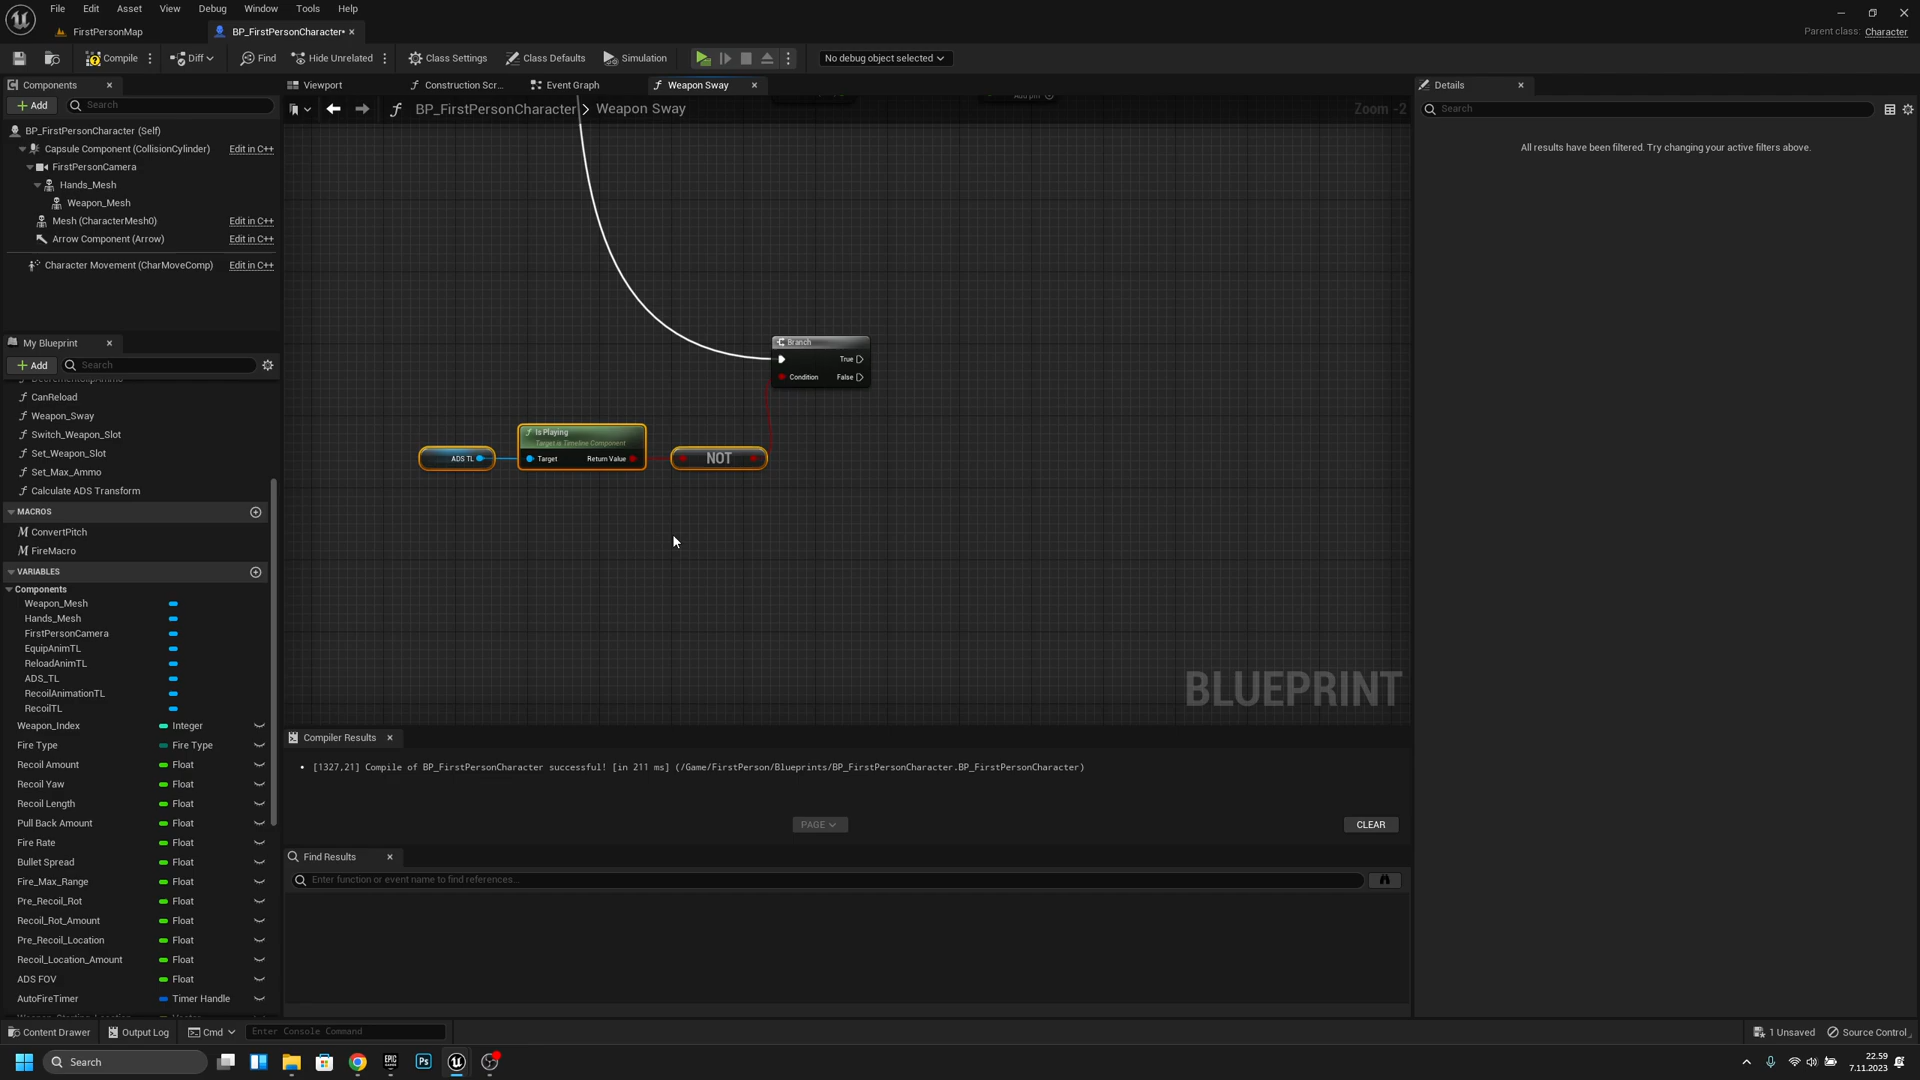 File Edit Asset View Debug Window Tools Help
FirstPersonMap
BP_FirstPersonCharacter•
Parent class: Character
Compile
Diff
Find
Hide Unrelated
Class Settings
Class Defaults
Simulation
No debug object selected
Components
Viewport
Construction Scr...
Event Graph
Weapon Sway
Details
Add
Search
BP_FirstPersonCharacter > Weapon Sway
Zoom -2
Search
BP_FirstPersonCharacter (Self)
Capsule Component (CollisionCylinder) Edit in C++
FirstPersonCamera
Hands_Mesh
Weapon_Mesh
Mesh (CharacterMesh0) Edit in C++
Arrow Component (Arrow) Edit in C++
Character Movement (CharMoveComp) Edit in C++
All results have been filtered. Try changing your active filters above.
My Blueprint
Add
Search
CanReload
Weapon_Sway
Switch_Weapon_Slot
Set_Weapon_Slot
Set_Max_Ammo
Calculate ADS Transform
MACROS
ConvertPitch
FireMacro
VARIABLES
Components
Weapon_Mesh
Hands_Mesh
FirstPersonCamera
EquipAnimTL
ReloadAnimTL
ADS_TL
RecoilAnimationTL
RecoilTL
Weapon_Index Integer
Fire Type Fire Type
Recoil Amount Float
Recoil Yaw Float
Recoil Length Float
Pull Back Amount Float
Fire Rate Float
Bullet Spread Float
Fire_Max_Range Float
Pre_Recoil_Rot Float
Recoil_Rot_Amount Float
Pre_Recoil_Location Float
Recoil_Location_Amount Float
ADS FOV Float
AutoFireTimer Timer Handle
Add pin
Branch
True
Condition False
Is Playing
Target is Timeline Component
ADS TL
Target Return Value
NOT
BLUEPRINT
Compiler Results
• [1327,21] Compile of BP_FirstPersonCharacter successful! [in 211 ms] (/Game/FirstPerson/Blueprints/BP_FirstPersonCharacter.BP_FirstPersonCharacter)
PAGE
CLEAR
Find Results
Enter function or event name to find references...
Content Drawer
Output Log
Cmd
Enter Console Command
1 Unsaved
Source Control
Search
EPIC
GAMES
Ps
22.59
7.11.2023